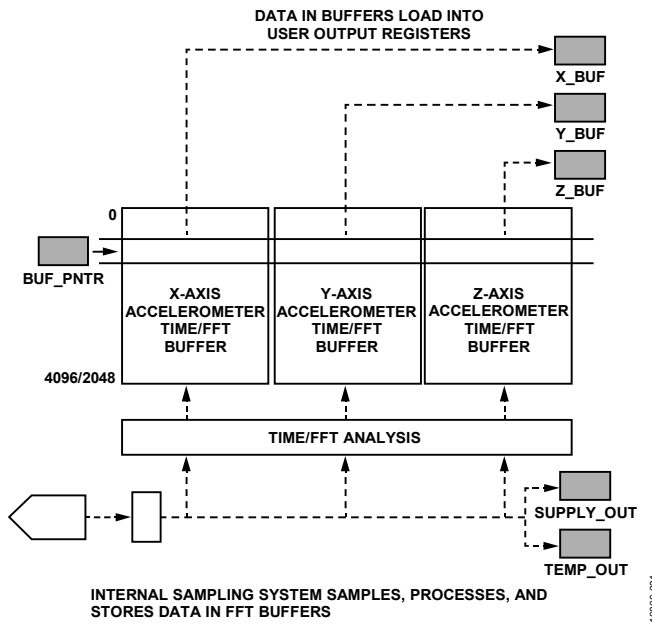 DATA IN BUFFERS LOAD INTO
USER OUTPUT REGISTERS
X_BUF
Y_BUF
Z_BUF
0
BUF_PNTR
X-AXIS
ACCELEROMETER
TIME/FFT
BUFFER
Y-AXIS
ACCELEROMETER
TIME/FFT
BUFFER
Z-AXIS
ACCELEROMETER
TIME/FFT
BUFFER
4096/2048
TIME/FFT ANALYSIS
SUPPLY_OUT
TEMP_OUT
INTERNAL SAMPLING SYSTEM SAMPLES, PROCESSES, AND
STORES DATA IN FFT BUFFERS